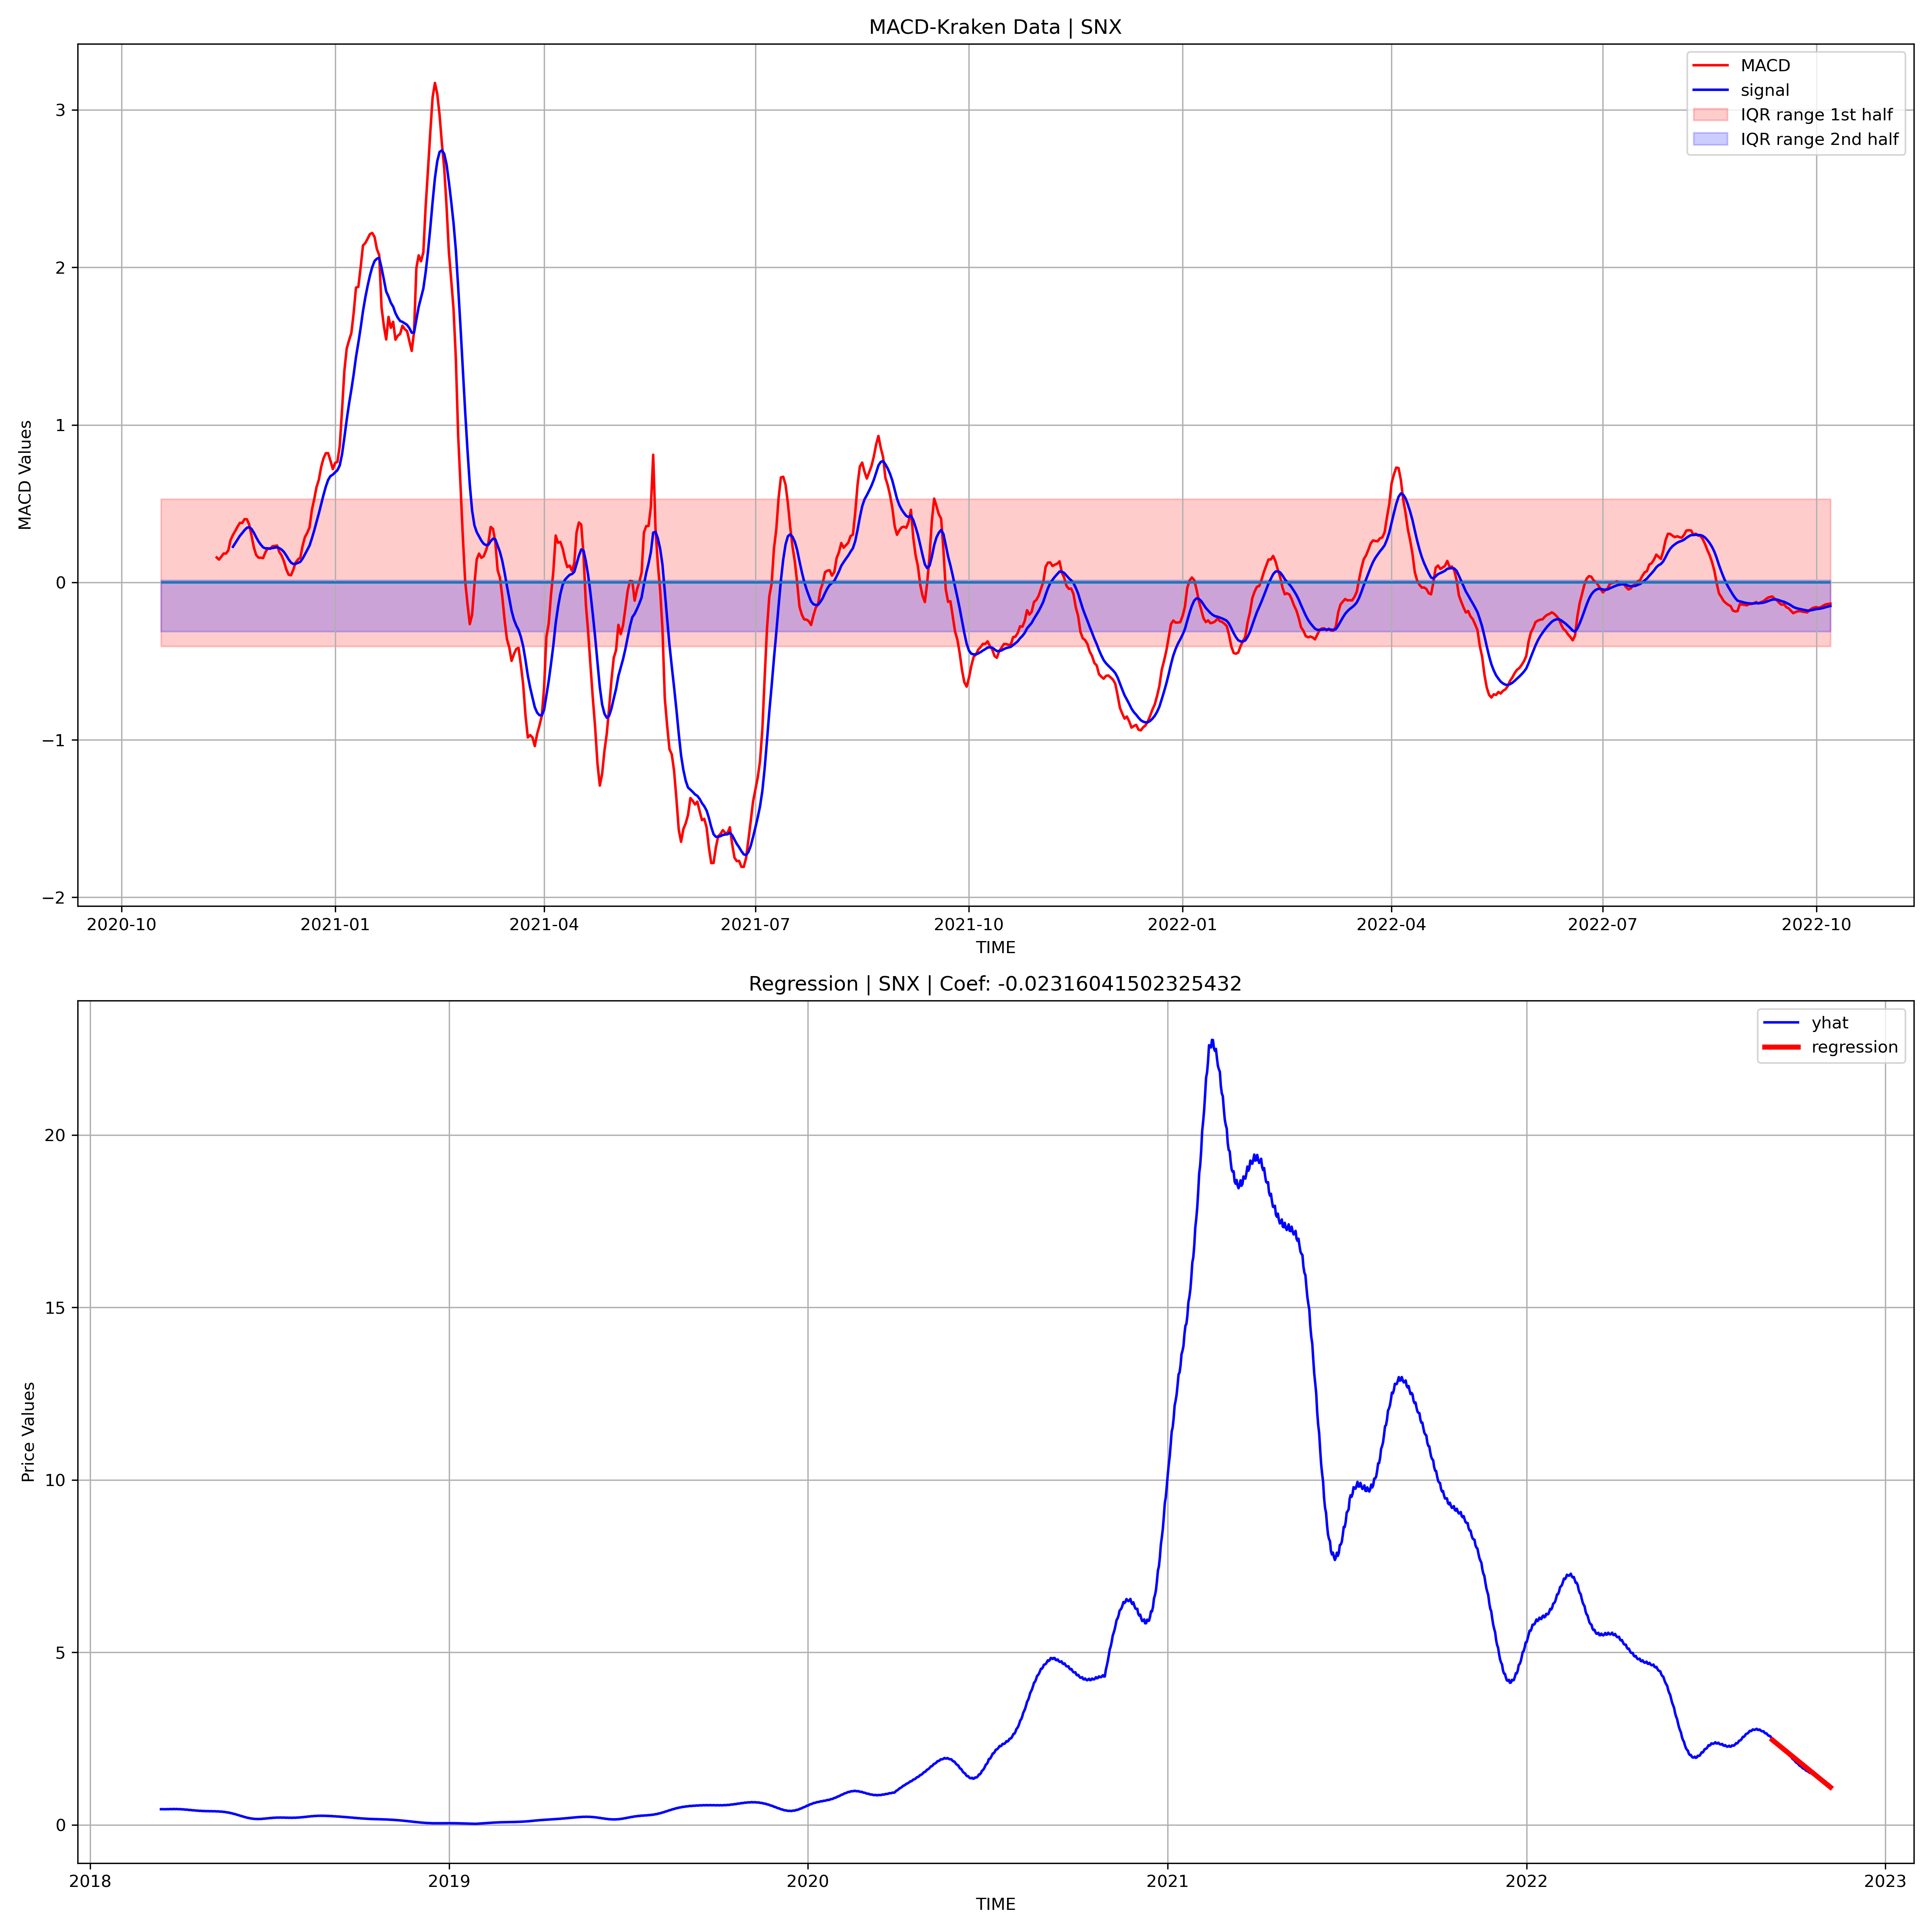 MACD-Kraken Data | SNX
MACD
signal
IQR range 1st half
IQR range 2nd half
MACD Values
3
2
1
0
−1
−2
2020-10
2021-01
2021-04
2021-07
2021-10
2022-01
2022-04
2022-07
2022-10
TIME
Regression | SNX | Coef: -0.02316041502325432
yhat
regression
Price Values
20
15
10
5
0
2018
2019
2020
2021
2022
2023
TIME